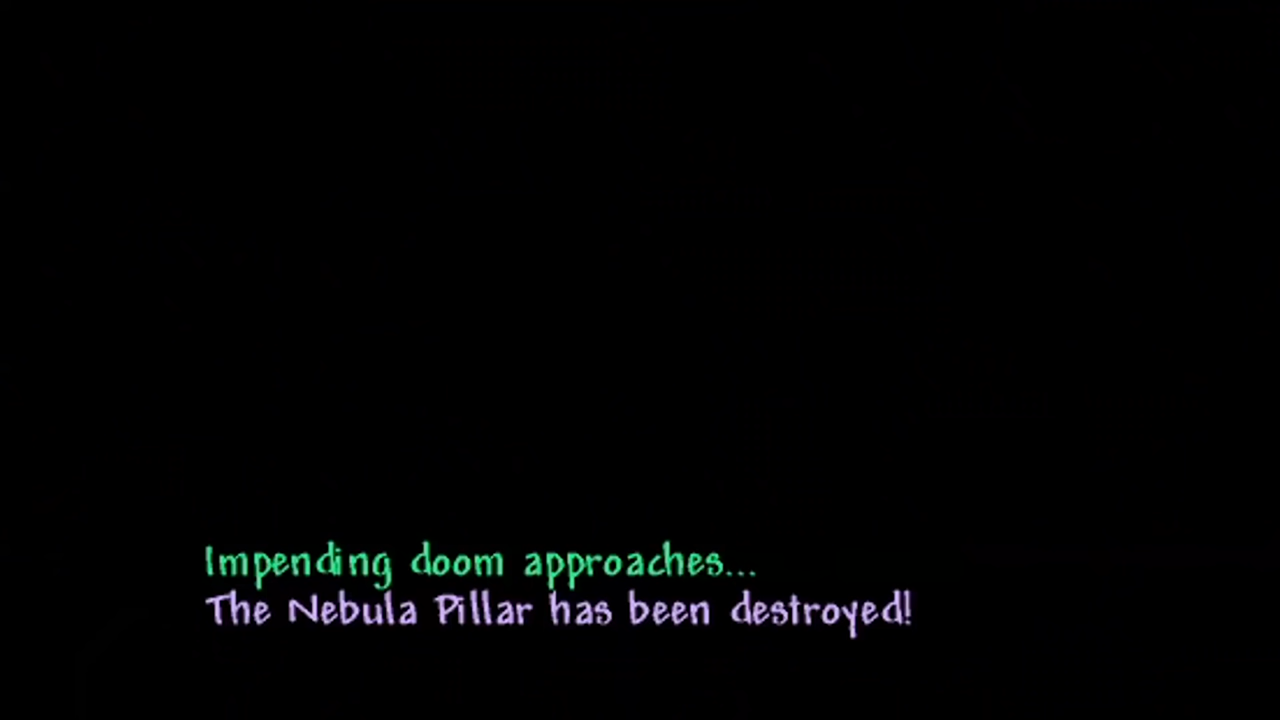 Impending doom approaches...
The Nebula Pillar has been destroyed!